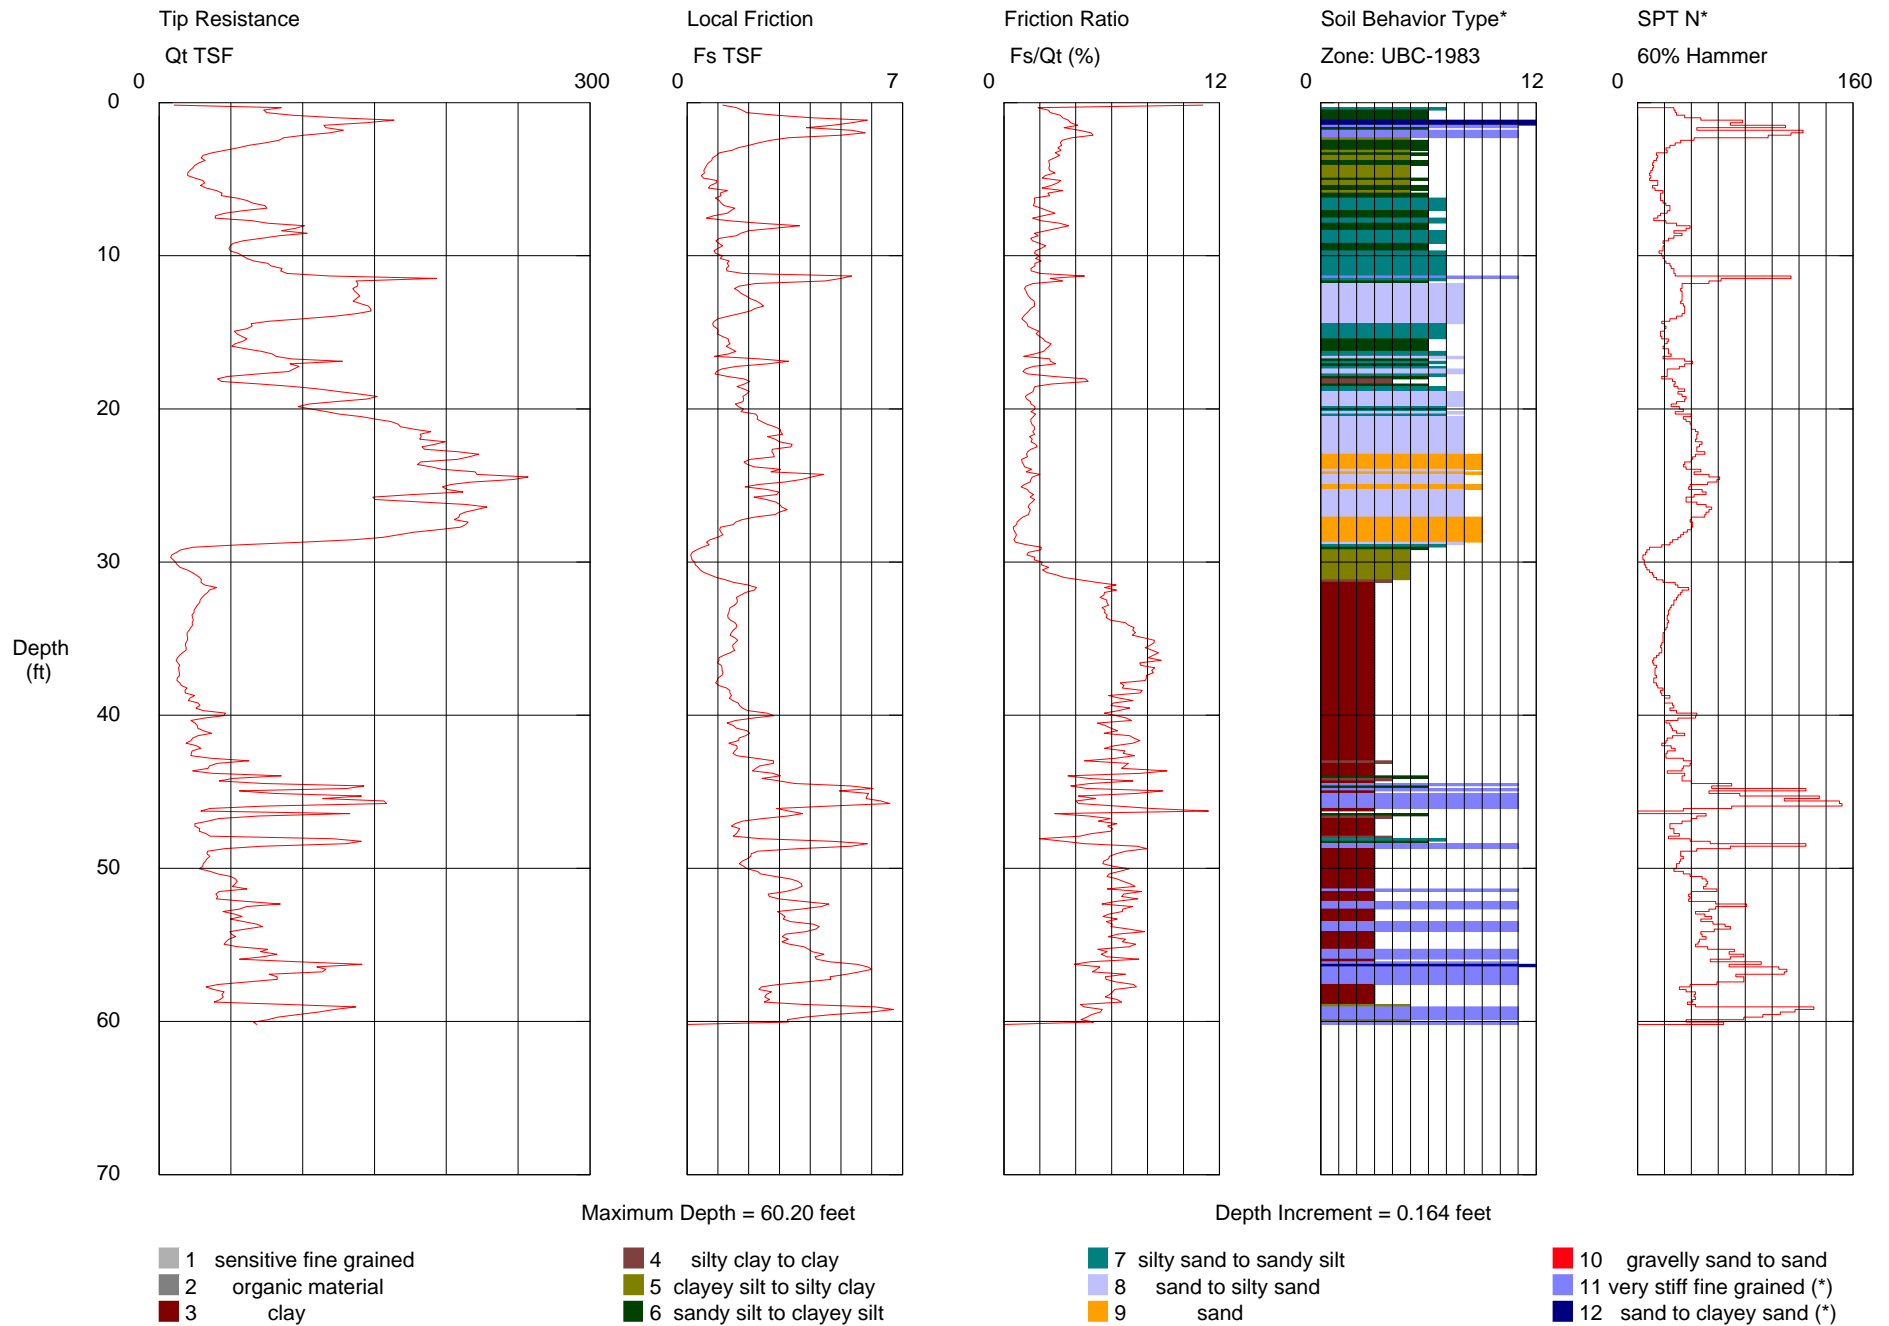 Tip Resistance Local Friction Friction Ratio Soil Behavior Type* SPT N*
Qt TSF Fs TSF Fs/Qt (%) Zone: UBC-1983 60% Hammer
0 300 0 7 0 12 0 12 0 160
0
10
20
30
Depth
(ft)
40
50
60
70
Maximum Depth = 60.20 feet Depth Increment = 0.164 feet
1 sensitive fine grained 4 silty clay to clay 7 silty sand to sandy silt 10 gravelly sand to sand
2 organic material 5 clayey silt to silty clay 8 sand to silty sand 11 very stiff fine grained (*)
3 clay 6 sandy silt to clayey silt 9 sand 12 sand to clayey sand (*)